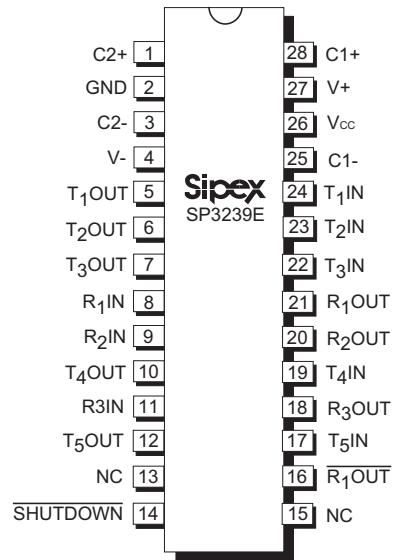 C2+ 1 28 C1+
GND 2 27 V+
C2- 3 26 Vcc
V- 4 25 C1-
T1OUT 5 Sipex 24 T1IN
SP3239E
T2OUT 6 23 T2IN
T3OUT 7 22 T3IN
R1IN 8 21 R1OUT
R2IN 9 20 R2OUT
T4OUT 10 19 T4IN
R3IN 11 18 R3OUT
T5OUT 12 17 T5IN
NC 13 16 R1OUT
SHUTDOWN 14 15 NC